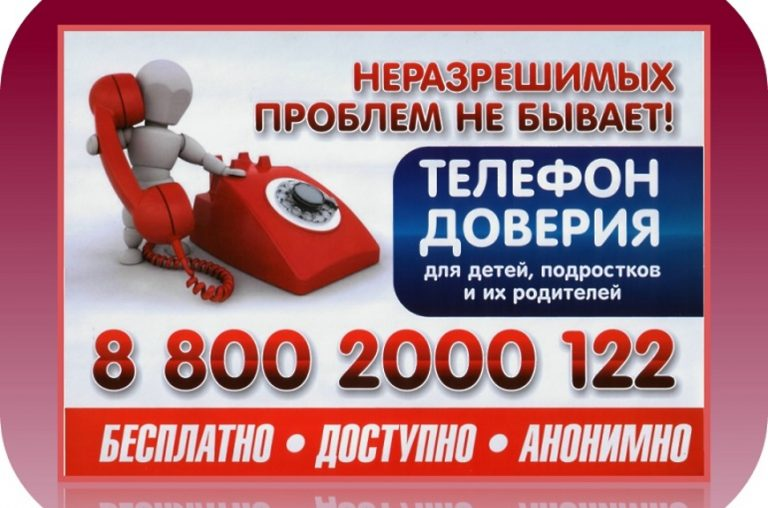 НЕРАЗРЕШИМЫХ
ПРОБЛЕМ НЕ БЫВАЕТ!
ТЕЛЕФОН
ДОВЕРИЯ
для детей, подростков
и их родителей
8 800 2000 122
БЕСПЛАТНО • ДОСТУПНО • АНОНИМНО